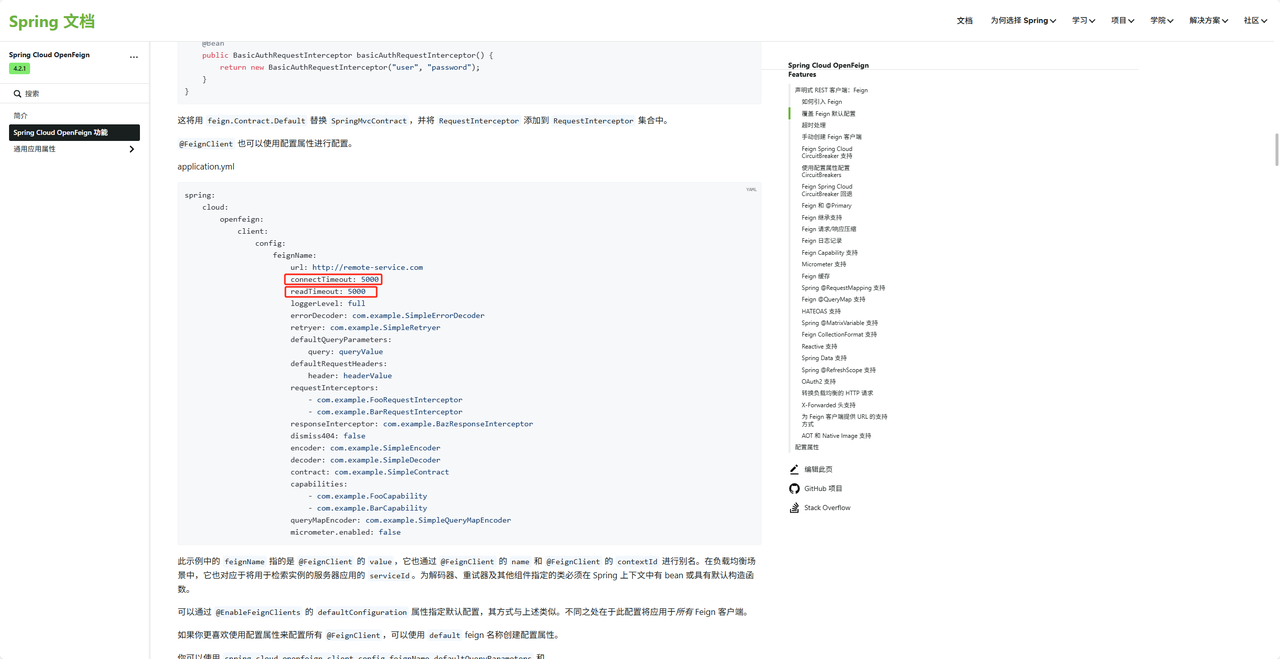 Spring 文档
文档 为何选择 Spring 学习 项目 学院 解决方案 社区
Spring Cloud OpenFeign
4.2.1
搜索
简介
Spring Cloud OpenFeign 功能
通用应用属性
@Bean
public BasicAuthRequestInterceptor basicAuthRequestInterceptor() {
return new BasicAuthRequestInterceptor("user", "password");
}
}
这将用 feign.Contract.Default 替换 SpringMvcContract，并将 RequestInterceptor 添加到 RequestInterceptor 集合中。
@FeignClient 也可以使用配置属性进行配置。
application.yml
YAML
spring:
cloud:
openfeign:
client:
config:
feignName:
url: http://remote-service.com
connectTimeout: 5000
readTimeout: 5000
loggerLevel: full
errorDecoder: com.example.SimpleErrorDecoder
retryer: com.example.SimpleRetryer
defaultQueryParameters:
query: queryValue
defaultRequestHeaders:
header: headerValue
requestInterceptors:
- com.example.FooRequestInterceptor
- com.example.BarRequestInterceptor
responseInterceptor: com.example.BazResponseInterceptor
dismiss404: false
encoder: com.example.SimpleEncoder
decoder: com.example.SimpleDecoder
contract: com.example.SimpleContract
capabilities:
- com.example.FooCapability
- com.example.BarCapability
queryMapEncoder: com.example.SimpleQueryMapEncoder
micrometer.enabled: false
此示例中的 feignName 指的是 @FeignClient 的 value，它也通过 @FeignClient 的 name 和 @FeignClient 的 contextId 进行别名。在负载均衡场
景中，它也对应于将用于检索实例的服务器应用的 serviceId。为解码器、重试器及其他组件指定的类必须在 Spring 上下文中有 bean 或具有默认构造函
数。
可以通过 @EnableFeignClients 的 defaultConfiguration 属性指定默认配置，其方式与上述类似。不同之处在于此配置将应用于所有 Feign 客户端。
如果你更喜欢使用配置属性来配置所有 @FeignClient，可以使用 default feign 名称创建配置属性。
你可以使用 spring.cloud.openfeign.client.config.feignName.defaultQueryParameters 和
Spring Cloud OpenFeign
Features
声明式 REST 客户端：Feign
如何引入 Feign
覆盖 Feign 默认配置
超时处理
手动创建 Feign 客户端
Feign Spring Cloud
CircuitBreaker 支持
使用配置属性配置
CircuitBreakers
Feign Spring Cloud
CircuitBreaker 回退
Feign 和 @Primary
Feign 继承支持
Feign 请求/响应压缩
Feign 日志记录
Feign Capability 支持
Micrometer 支持
Feign 缓存
Spring @RequestMapping 支持
Feign @QueryMap 支持
HATEOAS 支持
Spring @MatrixVariable 支持
Feign CollectionFormat 支持
Reactive 支持
Spring Data 支持
Spring @RefreshScope 支持
OAuth2 支持
转换负载均衡的 HTTP 请求
X-Forwarded 头支持
为 Feign 客户端提供 URL 的支持
方式
AOT 和 Native Image 支持
配置属性
编辑此页
GitHub 项目
Stack Overflow